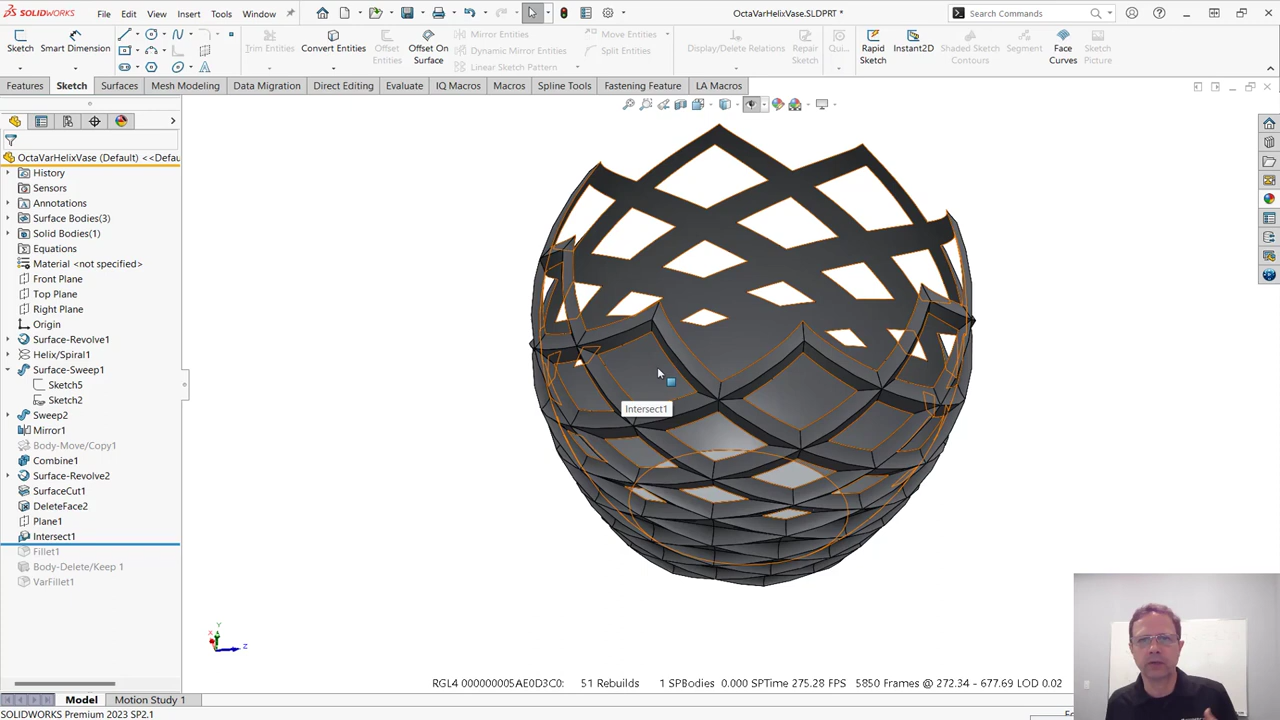 SOLIDWORKS
File Edit View Insert Tools Window
OctaVarHelixVase.SLDPRT *
Search Commands
Sketch
Smart Dimension
Trim Entities
Convert Entities
Offset Entities
Offset On Surface
Mirror Entities
Dynamic Mirror Entities
Linear Sketch Pattern
Move Entities
Split Entities
Display/Delete Relations
Repair Sketch
Qui...
Rapid Sketch
Instant2D
Shaded Sketch Contours
Segment
Face Curves
Sketch Picture
Features Sketch Surfaces Mesh Modeling Data Migration Direct Editing Evaluate IQ Macros Macros Spline Tools Fastening Feature LA Macros
OctaVarHelixVase (Default) <<Defau
History
Sensors
Annotations
Surface Bodies(3)
Solid Bodies(1)
Equations
Material <not specified>
Front Plane
Top Plane
Right Plane
Origin
Surface-Revolve1
Helix/Spiral1
Surface-Sweep1
Sketch5
Sketch2
Sweep2
Mirror1
Body-Move/Copy1
Combine1
Surface-Revolve2
SurfaceCut1
DeleteFace2
Plane1
Intersect1
Fillet1
Body-Delete/Keep 1
VarFillet1
Intersect1
Y
X
Z
RGL4 000000005AE0D3C0: 51 Rebuilds 1 SPBodies 0.000 SPTime 275.28 FPS 5850 Frames @ 272.34 - 677.69 LOD 0.02
Model Motion Study 1
SOLIDWORKS Premium 2023 SP2.1